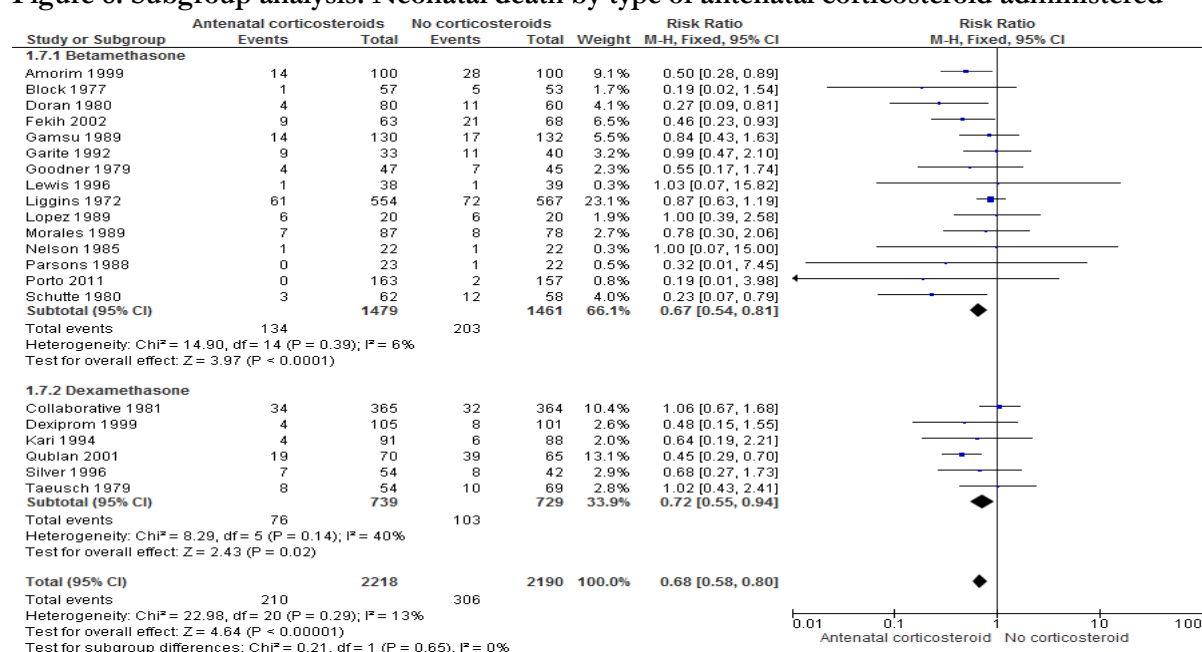 Figure 6. Subgroup analysis: Neonatal death by type of antenatal corticosteroid administered
Antenatal corticosteroids No corticosteroids Risk Ratio Risk Ratio
Study or Subgroup Events Total Events Total Weight M-H, Fixed, 95% CI M-H, Fixed, 95% CI
1.7.1 Betamethasone
Amorim 1999 14 100 28 100 9.1% 0.50 [0.28, 0.89]
Block 1977 1 57 5 53 1.7% 0.19 [0.02, 1.54]
Doran 1980 4 80 11 60 4.1% 0.27 [0.09, 0.81]
Fekih 2002 9 63 21 68 6.6% 0.46 [0.23, 0.93]
Gamsu 1989 14 130 17 132 5.5% 0.84 [0.43, 1.63]
Garite 1992 9 33 11 40 3.2% 0.99 [0.47, 2.10]
Goodner 1979 4 47 7 45 2.3% 0.55 [0.17, 1.74]
Lewis 1996 1 38 1 39 0.3% 1.03 [0.07, 15.82]
Liggins 1972 61 554 72 567 23.1% 0.87 [0.63, 1.19]
Lopez 1989 6 20 6 20 1.9% 1.00 [0.39, 2.58]
Morales 1989 7 87 8 78 2.7% 0.78 [0.30, 2.06]
Nelson 1985 1 22 1 22 0.3% 1.00 [0.07, 15.00]
Parsons 1988 0 23 1 22 0.5% 0.32 [0.01, 7.45]
Porto 2011 0 163 2 157 0.8% 0.19 [0.01, 3.98]
Schutte 1980 3 62 12 58 4.0% 0.23 [0.07, 0.79]
Subtotal (95% CI) 1479 1461 66.1% 0.67 [0.54, 0.81]
Total events 134 203
Heterogeneity: Chi² = 14.90, df = 14 (P = 0.39); I² = 6%
Test for overall effect: Z = 3.97 (P < 0.0001)
1.7.2 Dexamethasone
Collaborative 1981 34 365 32 364 10.4% 1.06 [0.67, 1.68]
Dexiprom 1999 4 105 8 101 2.6% 0.48 [0.15, 1.55]
Kari 1994 4 91 6 88 2.0% 0.64 [0.19, 2.21]
Qublan 2001 19 70 39 65 13.1% 0.45 [0.29, 0.70]
Silver 1996 7 54 8 42 2.9% 0.68 [0.27, 1.73]
Taeusch 1979 8 54 10 69 2.8% 1.02 [0.43, 2.41]
Subtotal (95% CI) 739 729 33.9% 0.72 [0.55, 0.94]
Total events 76 103
Heterogeneity: Chi² = 8.29, df = 5 (P = 0.14); I² = 40%
Test for overall effect: Z = 2.43 (P = 0.02)
Total (95% CI) 2218 2190 100.0% 0.68 [0.58, 0.80]
Total events 210 306
Heterogeneity: Chi² = 22.98, df = 20 (P = 0.29); I² = 13%
Test for overall effect: Z = 4.64 (P < 0.00001)
Test for subgroup differences: Chi² = 0.21, df = 1 (P = 0.65), I² = 0%
0.01 0.1 1 10 100
Antenatal corticosteroid No corticosteroid